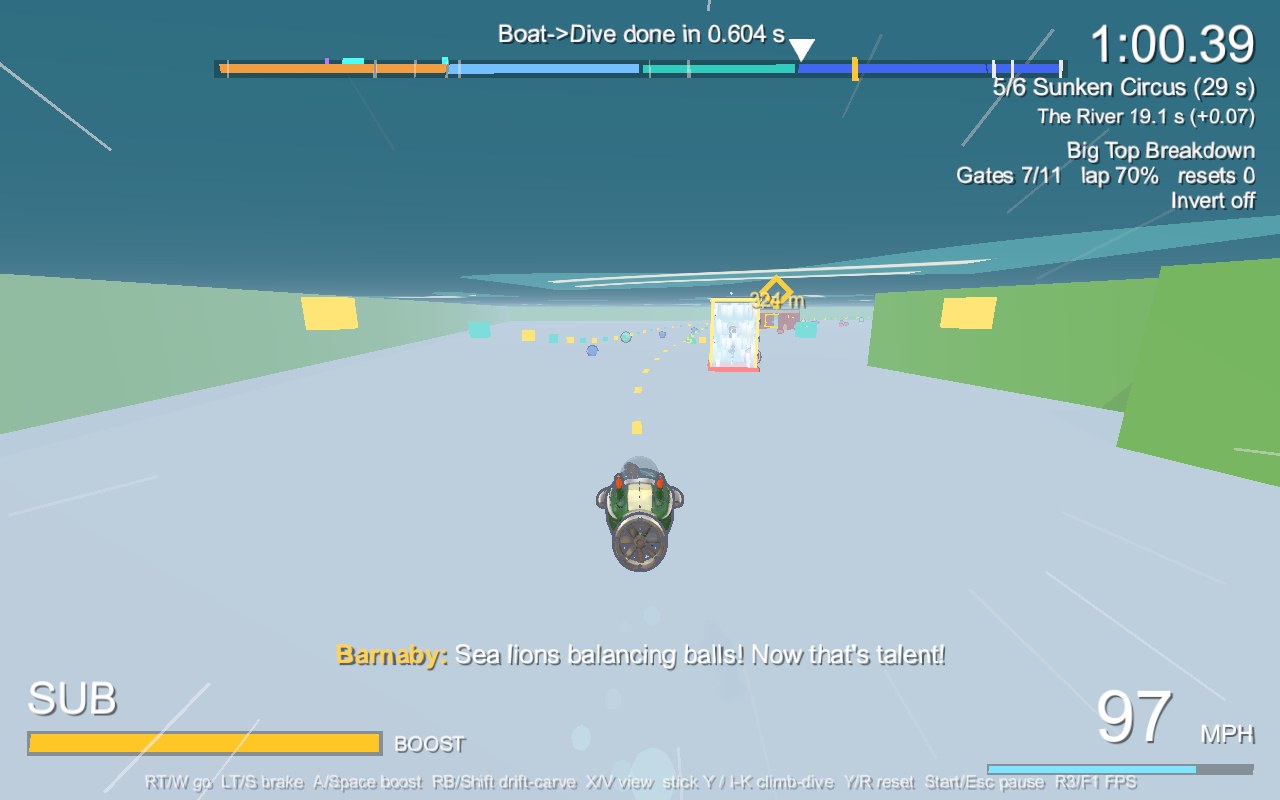 Boat->Dive done in 0.604 s
1:00.39
5/6 Sunken Circus (29 s)
The River 19.1 s (+0.07)
Big Top Breakdown
Gates 7/11 lap 70% resets 0
Invert off
324 m
Barnaby: Sea lions balancing balls! Now that's talent!
SUB
BOOST
97 MPH
RT/W go LT/S brake A/Space boost RB/Shift drift-carve X/V view stick Y / I-K climb-dive Y/R reset Start/Esc pause R3/F1 FPS